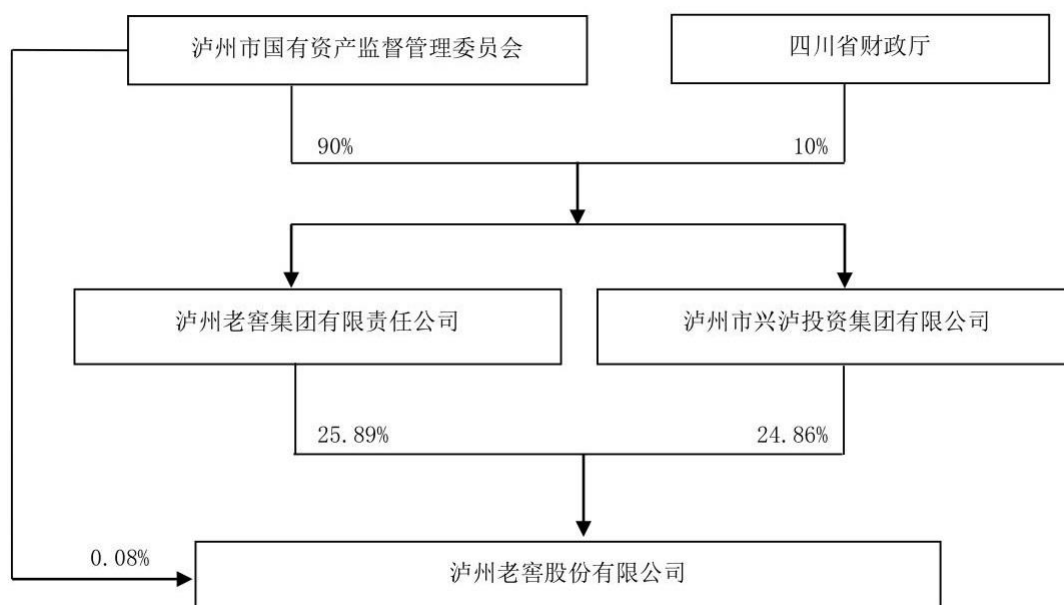 泸州市国有资产监督管理委员会
四川省财政厅
90%
10%
泸州老窖集团有限责任公司
泸州市兴泸投资集团有限公司
25.89%
24.86%
0.08%
泸州老窖股份有限公司